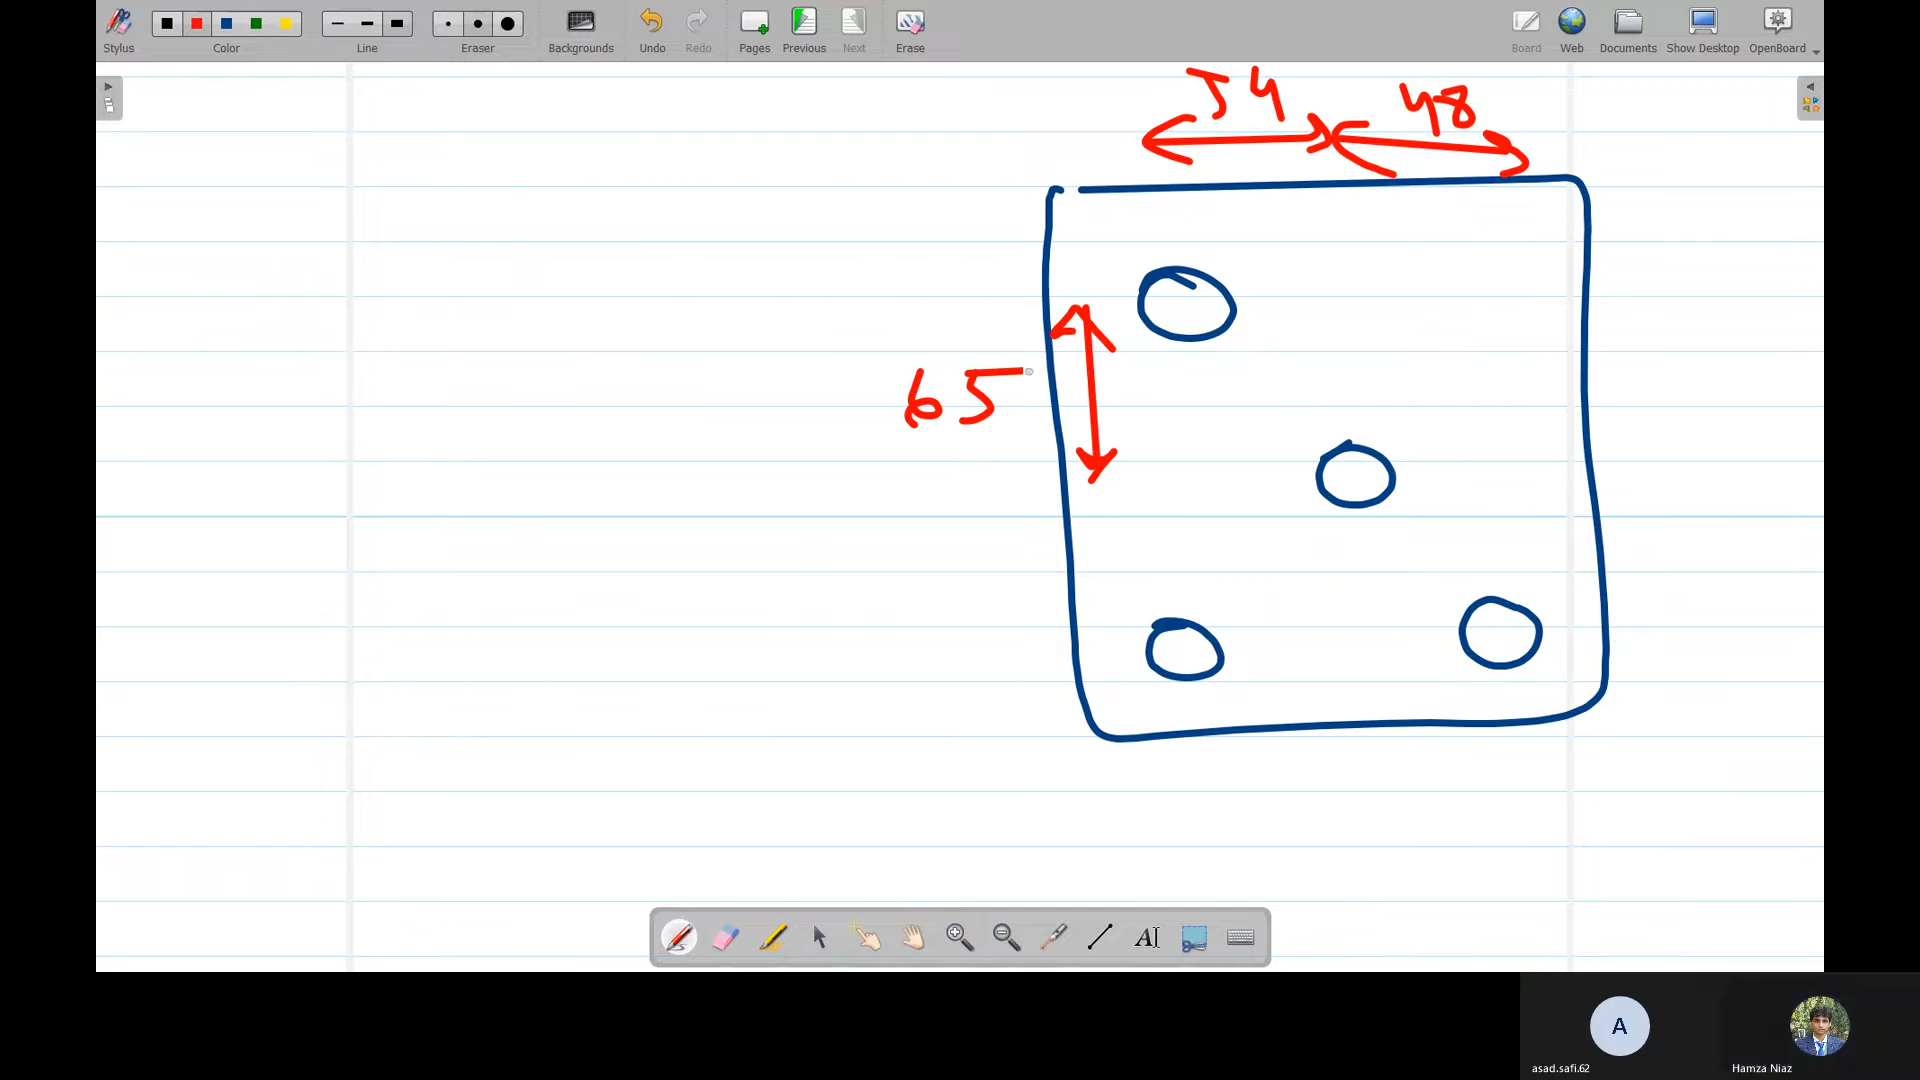 Stylus Color Line Eraser Backgrounds Undo Redo Pages Previous Next Erase Board Web Documents Show Desktop OpenBoard
54 48
65
AI
A
asad.safi.62 Hamza Niaz